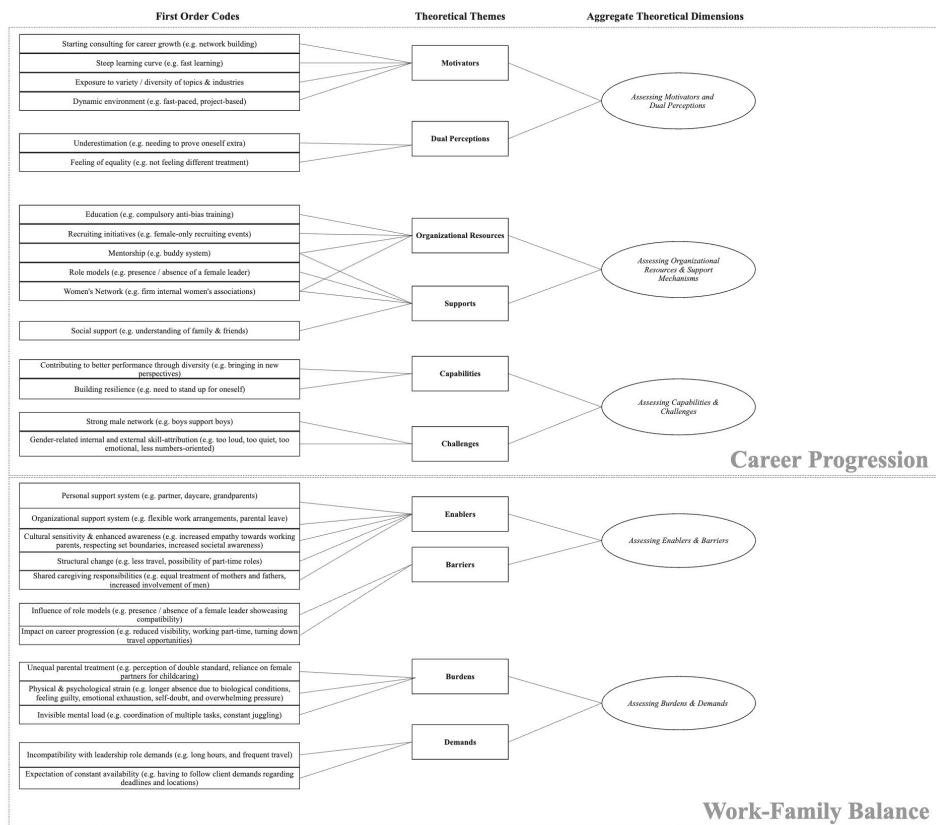 First Order Codes
Theoretical Themes
Aggregate Theoretical Dimensions
Starting consulting for career growth (e.g. network building)
Steep learning curve (e.g. fast learning)
Exposure to variety / diversity of topics & industries
Dynamic environment (e.g. fast-paced, project-based)
Motivators
Underestimation (e.g. needing to prove oneself extra)
Feeling of equality (e.g. not feeling different treatment)
Dual Perceptions
Assessing Motivators and
Dual Perceptions
Education (e.g. compulsory anti-bias training)
Recruiting initiatives (e.g. female-only recruiting events)
Mentorship (e.g. buddy system)
Role models (e.g. presence / absence of a female leader)
Women's Network (e.g. firm internal women's associations)
Social support (e.g. understanding of family & friends)
Organizational Resources
Supports
Assessing Organizational
Resources & Support
Mechanisms
Contributing to better performance through diversity (e.g. bringing in new
perspectives)
Building resilience (e.g. need to stand up for oneself)
Capabilities
Strong male network (e.g. boys support boys)
Gender-related internal and external skill-attribution (e.g. too loud, too quiet, too
emotional, less numbers-oriented)
Challenges
Assessing Capabilities &
Challenges
Career Progression
Personal support system (e.g. partner, daycare, grandparents)
Organizational support system (e.g. flexible work arrangements, parental leave)
Cultural sensitivity & enhanced awareness (e.g. increased empathy towards working
parents, respecting set boundaries, increased societal awareness)
Structural change (e.g. less travel, possibility of part-time roles)
Shared caregiving responsibilities (e.g. equal treatment of mothers and fathers,
increased involvement of men)
Enablers
Influence of role models (e.g. presence / absence of a female leader showcasing
compatibility)
Impact on career progression (e.g. reduced visibility, working part-time, turning down
travel opportunities)
Barriers
Assessing Enablers & Barriers
Unequal parental treatment (e.g. perception of double standard, reliance on female
partners for childcaring)
Physical & psychological strain (e.g. longer absence due to biological conditions,
feeling guilty, emotional exhaustion, self-doubt, and overwhelming pressure)
Invisible mental load (e.g. coordination of multiple tasks, constant juggling)
Burdens
Incompatibility with leadership role demands (e.g. long hours, and frequent travel)
Expectation of constant availability (e.g. having to follow client demands regarding
deadlines and locations)
Demands
Assessing Burdens & Demands
Work-Family Balance